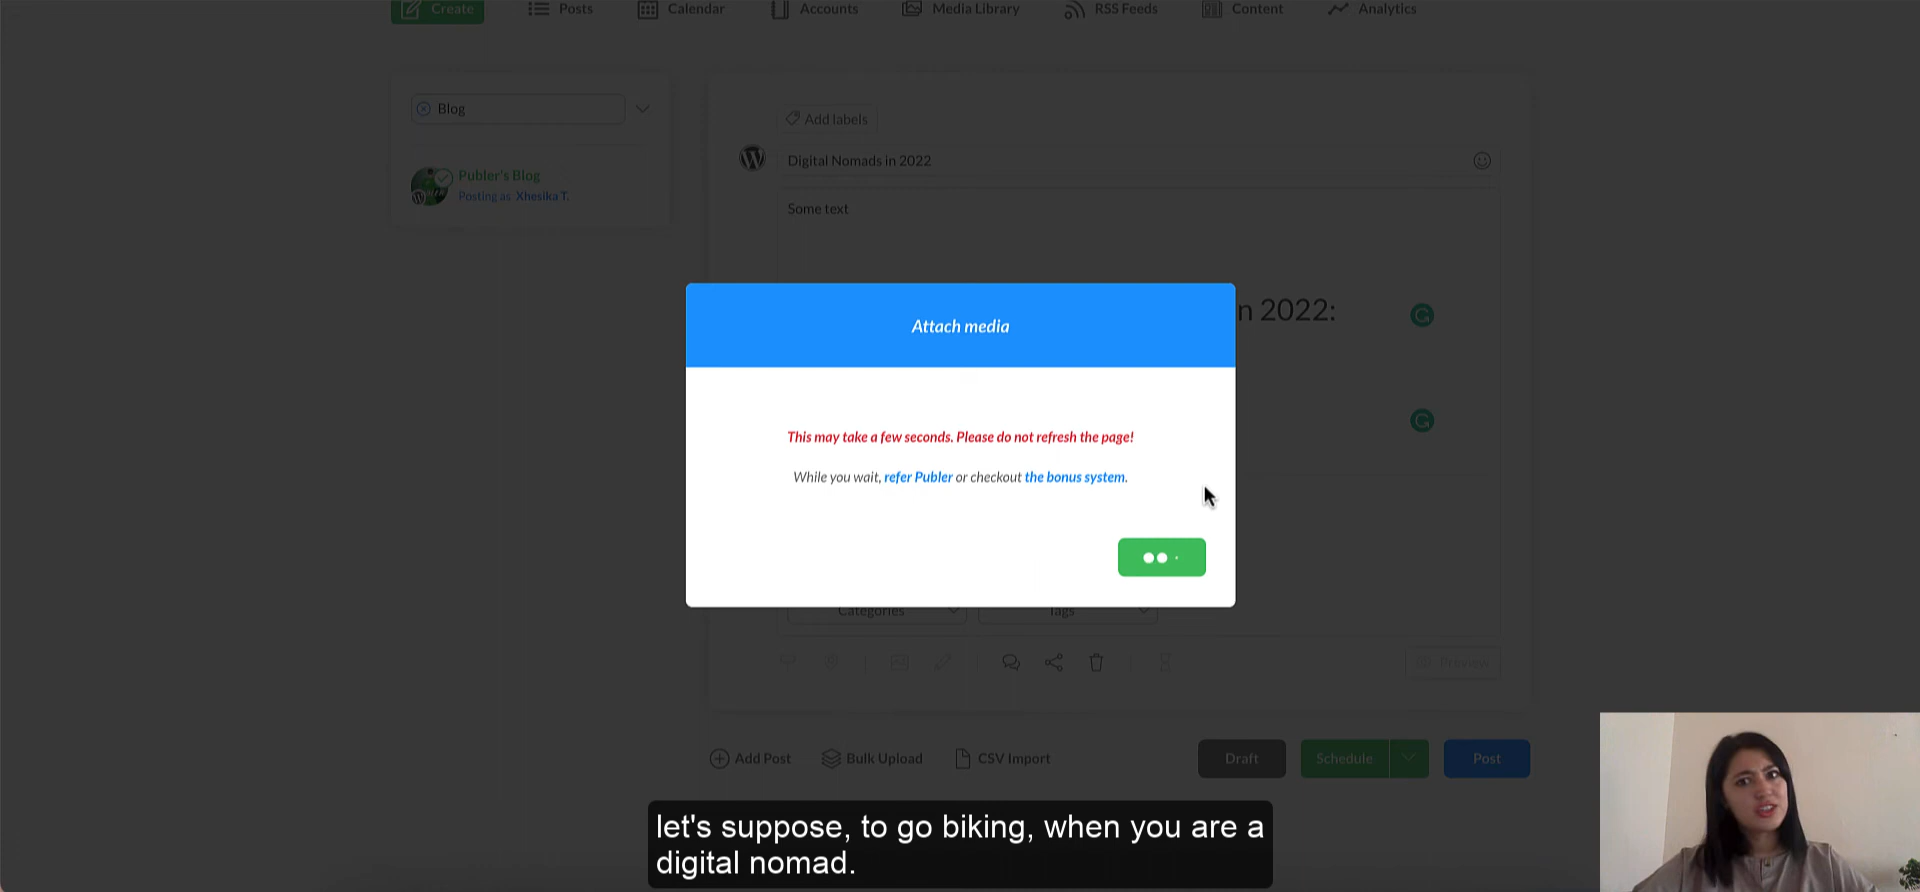 Create
Posts
Calendar
Accounts
Media Library
RSS Feeds
Content
Analytics
Blog
Publer's Blog
Posting as Xhesika T.
Add labels
Digital Nomads in 2022
Some text
n 2022:
Attach media
This may take a few seconds. Please do not refresh the page!
While you wait, refer Publer or checkout the bonus system.
Categories
Tags
Preview
Add Post
Bulk Upload
CSV Import
Draft
Schedule
Post
let's suppose, to go biking, when you are a
digital nomad.